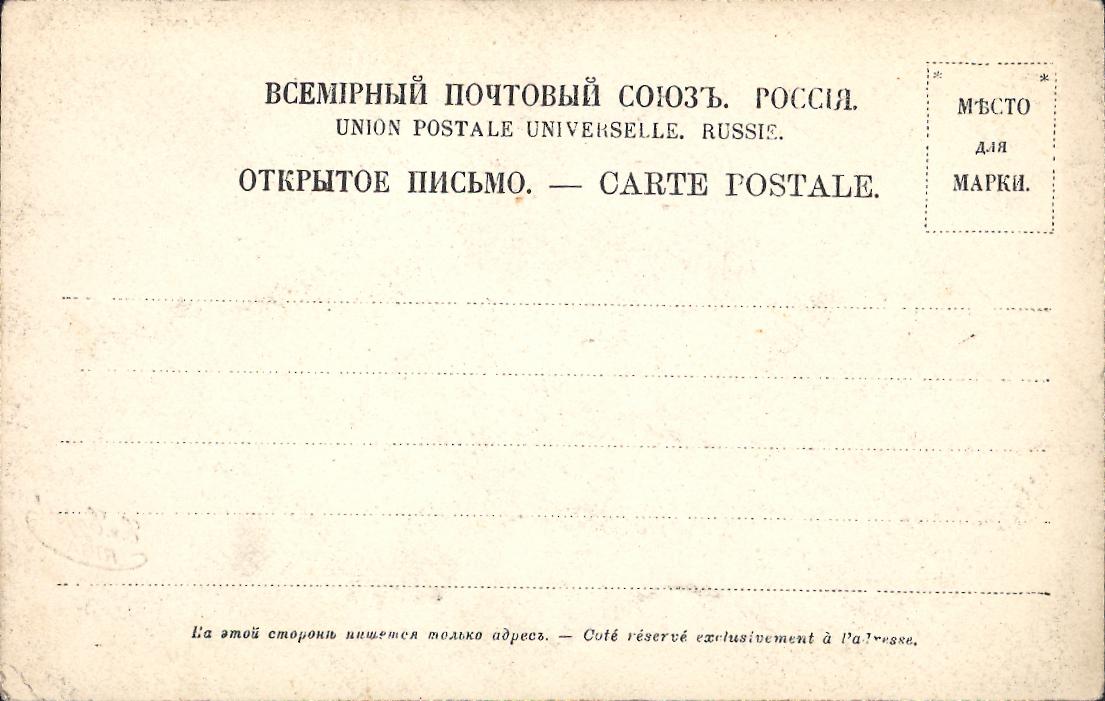 ВСЕМІРНЫЙ ПОЧТОВЫЙ СОЮЗЪ. РОССІЯ.
UNION POSTALE UNIVERSELLE. RUSSIE.
ОТКРЫТОЕ ПИСЬМО. — CARTE POSTALE.
* *
МѢСТО
ДЛЯ
МАРКИ.
На этой сторонѣ пишется только адресъ. — Coté réservé exclusivement à l'adresse.